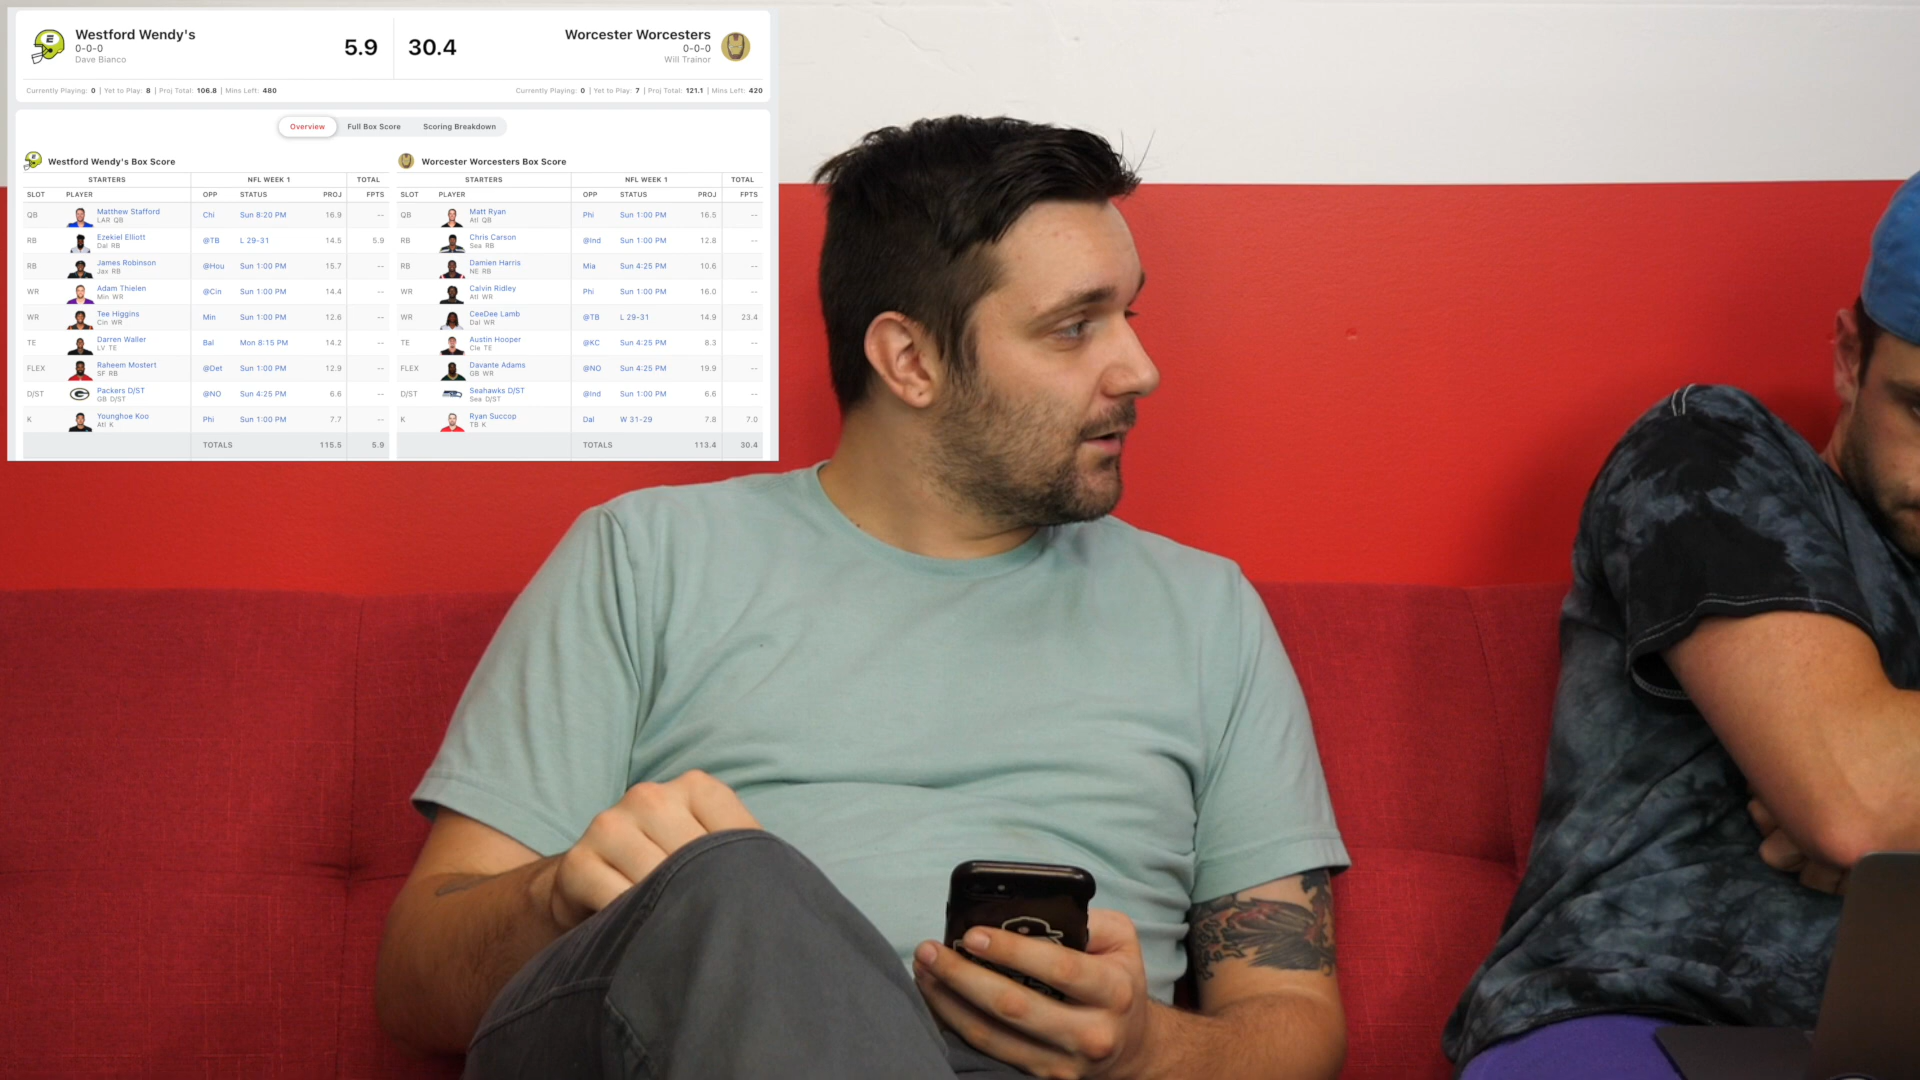 Westford Wendy's
0-0-0
Dave Bianco
5.9
30.4
Worcester Worcesters
0-0-0
Will Trainor
Currently Playing: 0 | Yet to Play: 8 | Proj Total: 106.8 | Mins Left: 480
Currently Playing: 0 | Yet to Play: 7 | Proj Total: 121.1 | Mins Left: 420
Overview Full Box Score Scoring Breakdown
Westford Wendy's Box Score
STARTERS NFL WEEK 1 TOTAL
SLOT PLAYER OPP STATUS PROJ FPTS
QB Matthew Stafford Chi Sun 8:20 PM 16.9 --
LAR QB
RB Ezekiel Elliott @TB L 29-31 14.5 5.9
Dal RB
RB James Robinson @Hou Sun 1:00 PM 15.7 --
Jax RB
WR Adam Thielen @Cin Sun 1:00 PM 14.4 --
Min WR
WR Tee Higgins Min Sun 1:00 PM 12.6 --
Cin WR
TE Darren Waller Bal Mon 8:15 PM 14.2 --
LV TE
FLEX Raheem Mostert @Det Sun 1:00 PM 12.9 --
SF RB
D/ST Packers D/ST @NO Sun 4:25 PM 6.6 --
GB D/ST
K Younghoe Koo Phi Sun 1:00 PM 7.7 --
Atl K
TOTALS 115.5 5.9
Worcester Worcesters Box Score
STARTERS NFL WEEK 1 TOTAL
SLOT PLAYER OPP STATUS PROJ FPTS
QB Matt Ryan Phi Sun 1:00 PM 16.5 --
Atl QB
RB Chris Carson @Ind Sun 1:00 PM 12.8 --
Sea RB
RB Damien Harris Mia Sun 4:25 PM 10.6 --
NE RB
WR Calvin Ridley Phi Sun 1:00 PM 16.0 --
Atl WR
WR CeeDee Lamb @TB L 29-31 14.9 23.4
Dal WR
TE Austin Hooper @KC Sun 4:25 PM 8.3 --
Cle TE
FLEX Davante Adams @NO Sun 4:25 PM 19.9 --
GB WR
D/ST Seahawks D/ST @Ind Sun 1:00 PM 6.6 --
Sea D/ST
K Ryan Succop Dal W 31-29 7.8 7.0
TB K
TOTALS 113.4 30.4